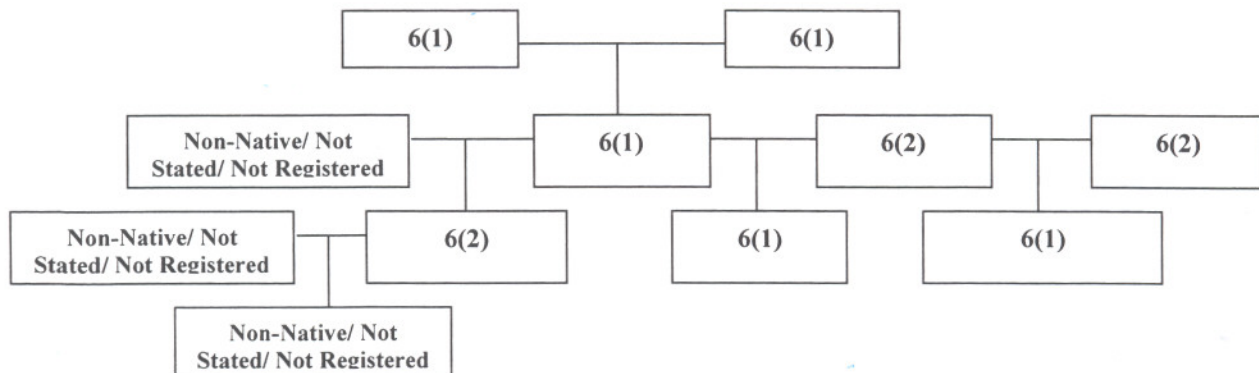 6(1)
6(1)
Non-Native/ Not
Stated/ Not Registered
6(1)
6(2)
6(2)
Non-Native/ Not
Stated/ Not Registered
6(2)
6(1)
6(1)
Non-Native/ Not
Stated/ Not Registered